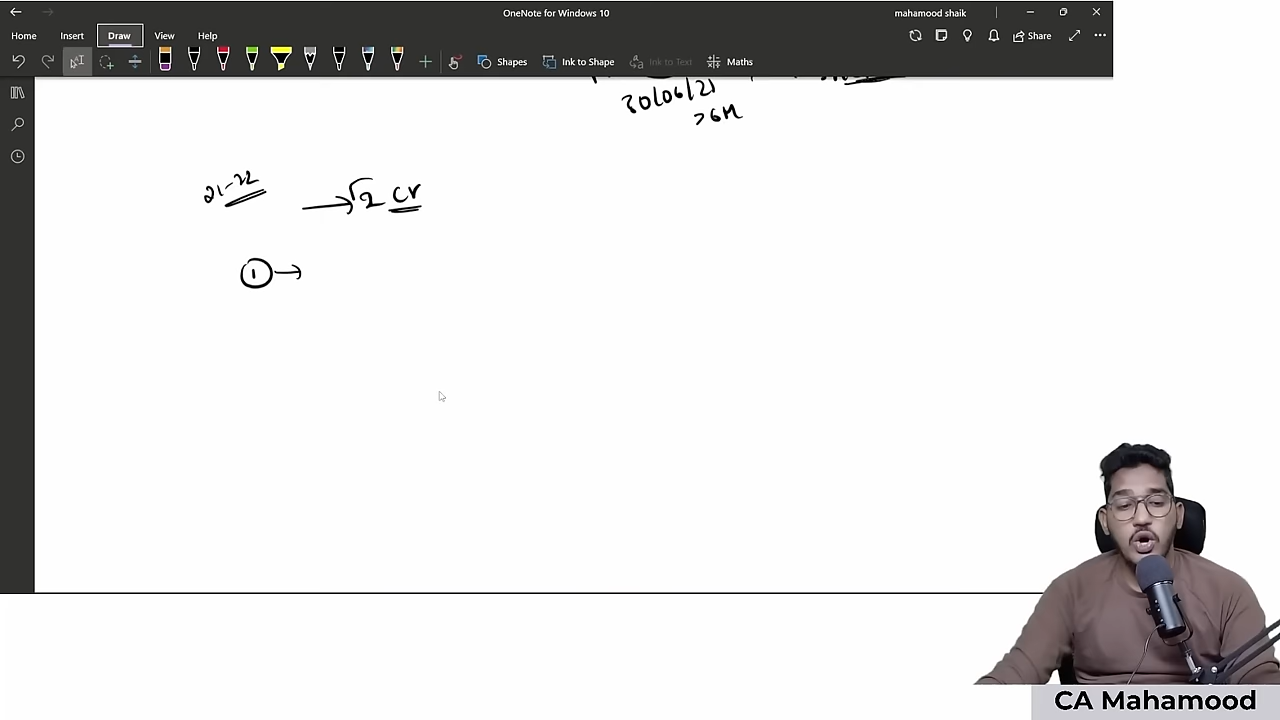 OneNote for Windows 10
mahamood shaik
Home Insert Draw View Help
Share
Shapes Ink to Shape Ink to Text Maths
30/06/21
>6M
21-22
→ ₹2 Cr
① →
CA Mahamood